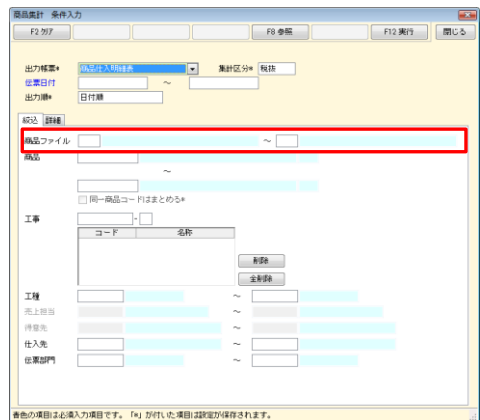 商品集計 条件入力
F2 クリア F8 参照 F12 実行 閉じる
出力帳票* 商品仕入明細表 集計区分* 税抜
伝票日付 ～
出力順* 日付順
絞込 詳細
商品ファイル ～
商品
～
同一商品コードはまとめる*
工事 -
コード 名称
削除
全削除
工種 ～
売上担当 ～
得意先 ～
仕入先 ～
伝票部門 ～
青色の項目は必須入力項目です。「*」が付いた項目は設定が保存されます。